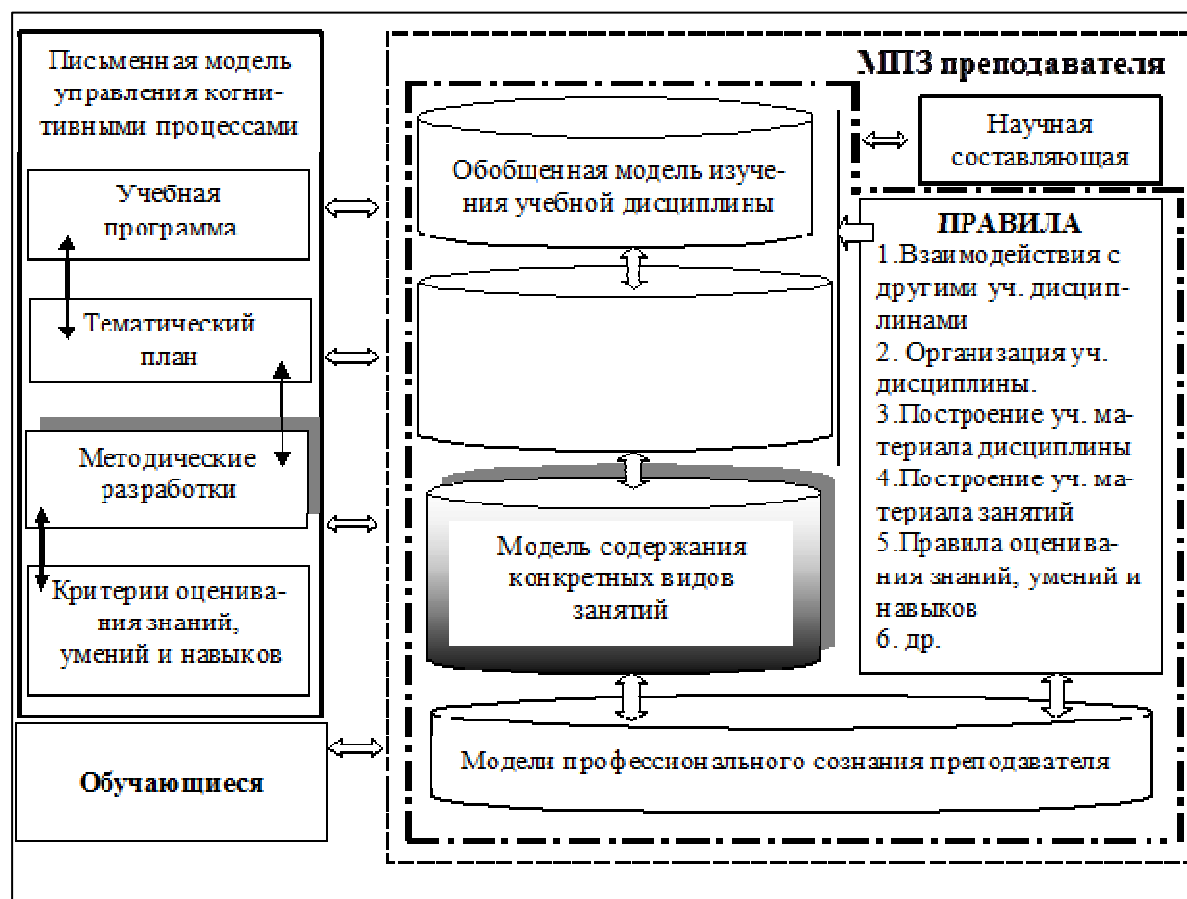 Письменная модель
управления когни-
тивными процессами
Учебная
программа
Тематический
план
Методические
разработки
Критерии оценива-
ния знаний,
умений и навыков
Обучающиеся
МПЗ преподавателя
Обобщенная модель изуче-
ния учебной дисциплины
Модель содержания
конкретных видов
занятий
Модели профессионального сознания преподавателя
Научная
составляющая
ПРАВИЛА
1.Взаимодействия с
другими уч. дисцип-
линами
2. Организация уч.
дисциплины.
3.Построение уч. ма-
териала дисциплины
4.Построение уч. ма-
териала занятий
5.Правила оценива-
ния знаний, умений и
навыков
6. др.